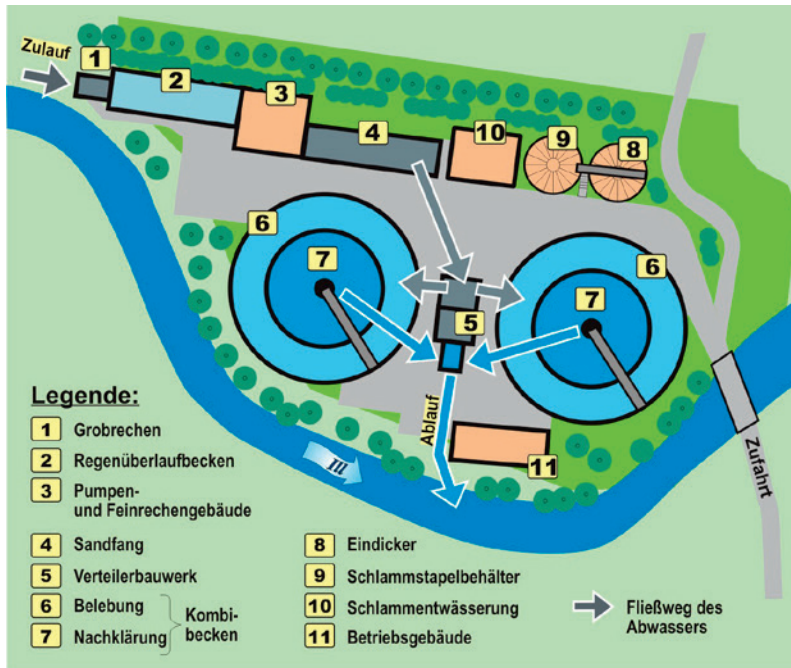 Zulauf
1
2
3
4
10
9
8
6
7
5
6
7
Ablauf
11
Ill
Zufahrt
Legende:
1 Grobrechen
2 Regenüberlaufbecken
3 Pumpen-
und Feinrechengebäude
4 Sandfang
5 Verteilerbauwerk
6 Belebung
7 Nachklärung
Kombi-
becken
8 Eindicker
9 Schlammstapelbehälter
10 Schlammentwässerung
11 Betriebsgebäude
Fließweg des
Abwassers